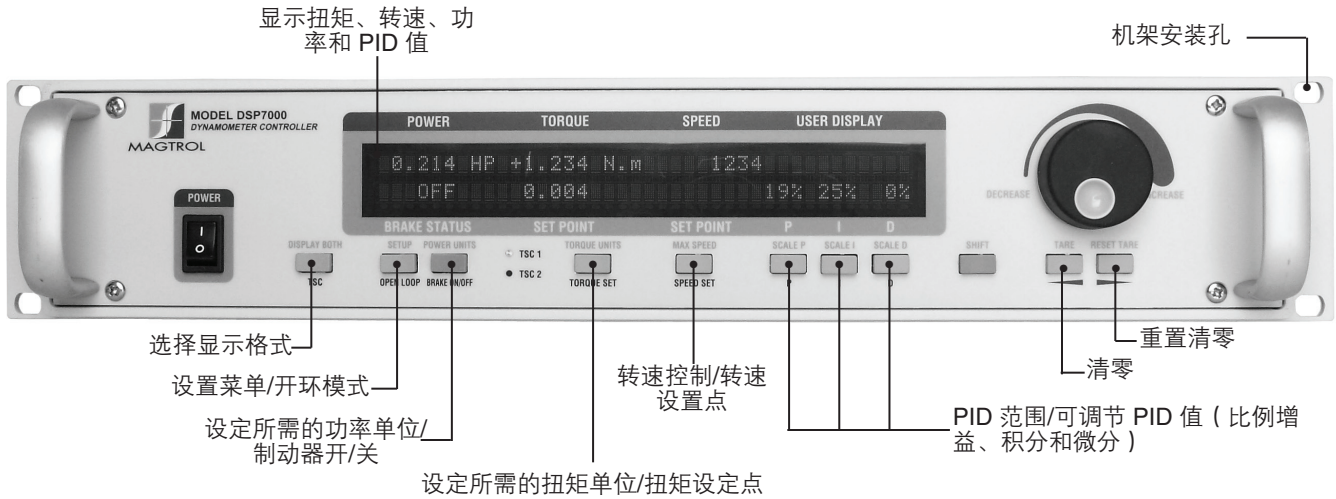 显示扭矩、转速、功
率和 PID 值
机架安装孔
MODEL DSP7000
DYNAMOMETER CONTROLLER
MAGTROL
POWER TORQUE SPEED USER DISPLAY
0.214 HP +1.234 N.m 1234
OFF 0.004 19% 25% 0%
BRAKE STATUS SET POINT SET POINT P I D
POWER
I
O
DECREASE INCREASE
DISPLAY BOTH SETUP POWER UNITS TORQUE UNITS MAX SPEED SCALE P SCALE I SCALE D SHIFT TARE RESET TARE
TSC 1
TSC 2
TSC OPEN LOOP BRAKE ON/OFF TORQUE SET SPEED SET P I D
选择显示格式
设置菜单/开环模式
设定所需的功率单位/
制动器开/关
设定所需的扭矩单位/扭矩设定点
转速控制/转速
设置点
重置清零
清零
PID 范围/可调节 PID 值（比例增
益、积分和微分）